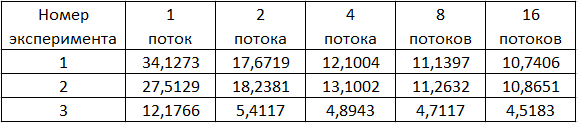 Номер эксперимента 1 поток 2 потока 4 потока 8 потоков 16 потоков
1 34,1273 17,6719 12,1004 11,1397 10,7406
2 27,5129 18,2381 13,1002 11,2632 10,8651
3 12,1766 5,4117 4,8943 4,7117 4,5183